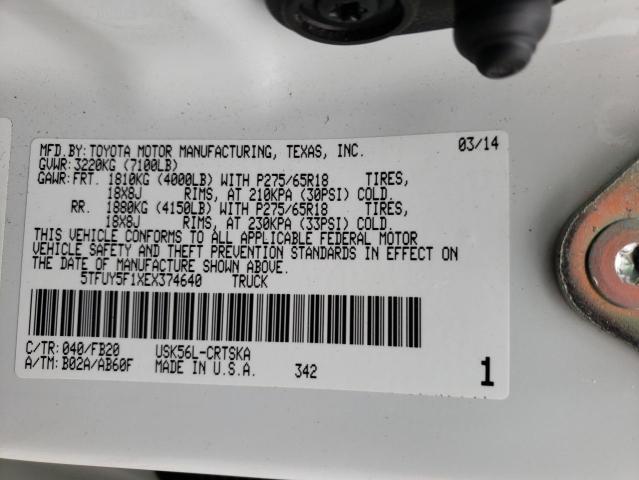 MFD.BY:TOYOTA MOTOR MANUFACTURING, TEXAS, INC. 03/14
GVWR:3220KG (7100LB)
GAWR:FRT. 1810KG (4000LB) WITH P275/65R18 TIRES,
18X8J RIMS, AT 210KPA (30PSI) COLD.
RR. 1880KG (4150LB) WITH P275/65R18 TIRES,
18X8J RIMS, AT 230KPA (33PSI) COLD.
THIS VEHICLE CONFORMS TO ALL APPLICABLE FEDERAL MOTOR
VEHICLE SAFETY AND THEFT PREVENTION STANDARDS IN EFFECT ON
THE DATE OF MANUFACTURE SHOWN ABOVE.
5TFUY5F1XEX374640 TRUCK
C/TR:040/FB20 USK56L-CRTSKA
A/TM:B02A/AB60F MADE IN U.S.A. 342 1